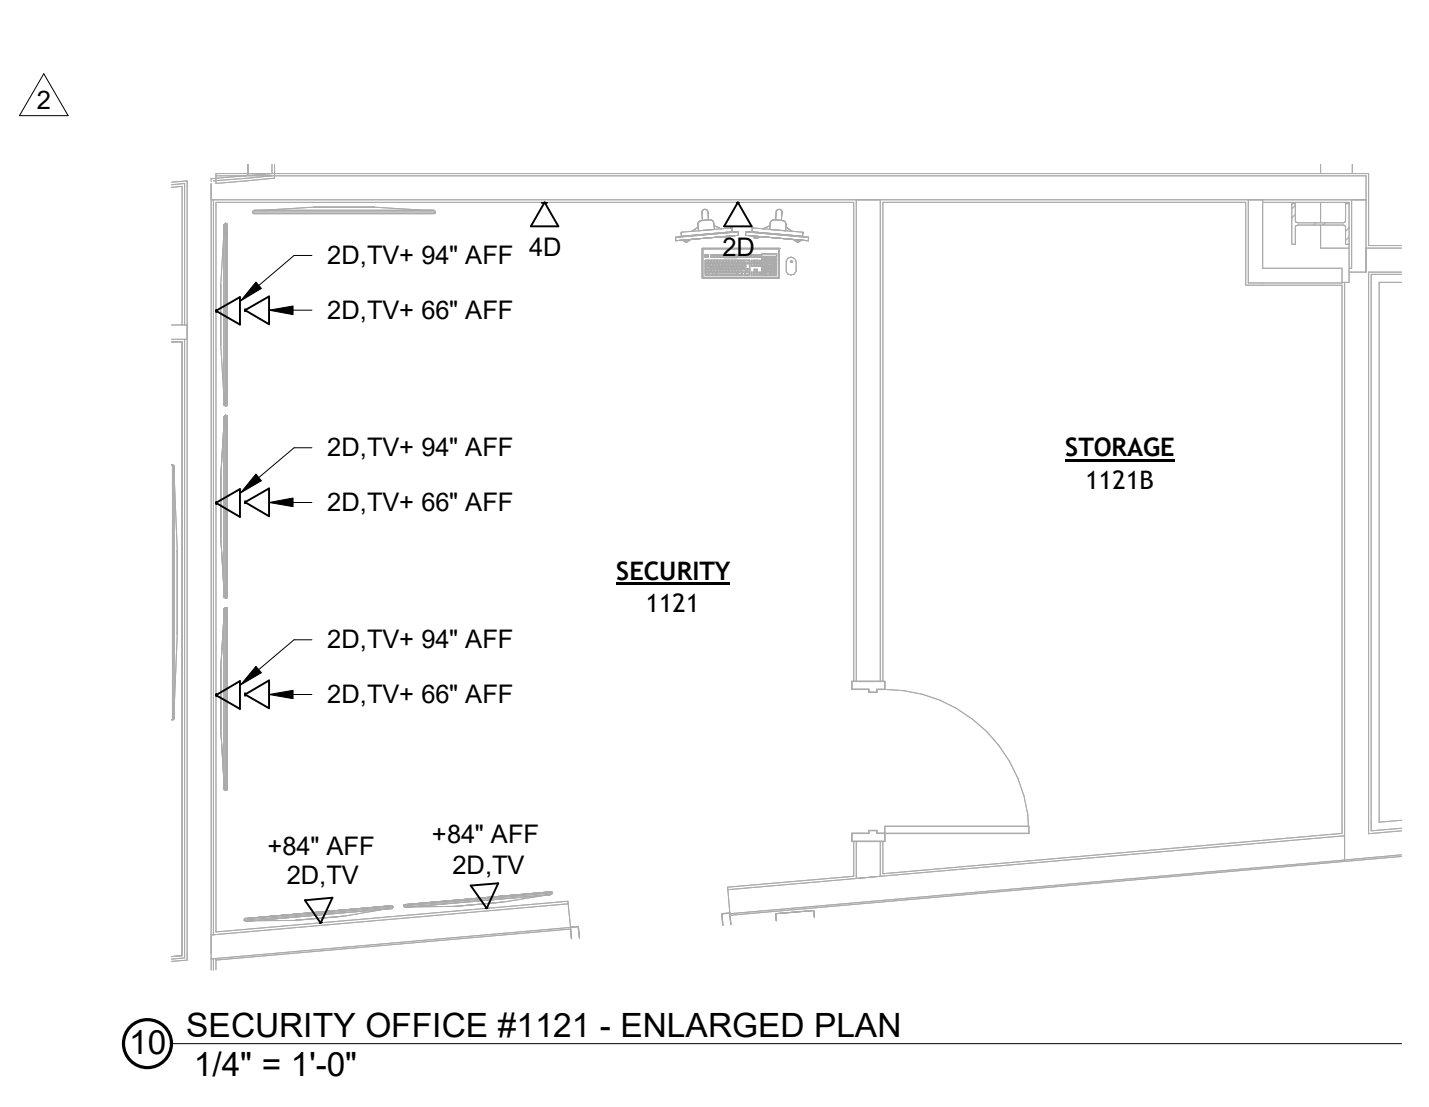 2
4D
2D
2D,TV+ 94" AFF
2D,TV+ 66" AFF
2D,TV+ 94" AFF
2D,TV+ 66" AFF
STORAGE
1121B
SECURITY
1121
2D,TV+ 94" AFF
2D,TV+ 66" AFF
+84" AFF
2D,TV
+84" AFF
2D,TV
10
SECURITY OFFICE #1121 - ENLARGED PLAN
1/4" = 1'-0"